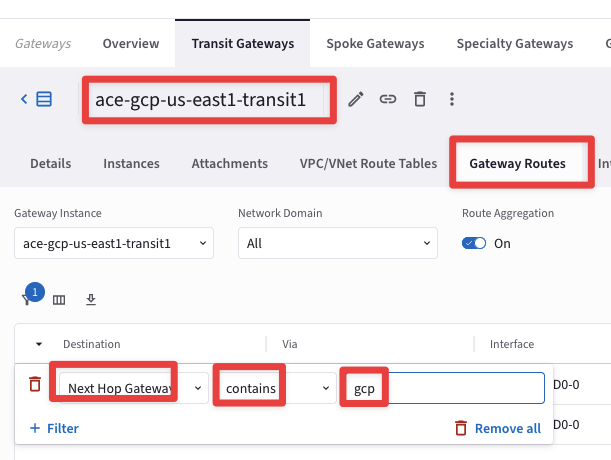 Gateways Overview Transit Gateways Spoke Gateways Specialty Gateways
ace-gcp-us-east1-transit1
Details Instances Attachments VPC/VNet Route Tables Gateway Routes
Gateway Instance Network Domain Route Aggregation
ace-gcp-us-east1-transit1 All On
1
Destination Via Interface
Next Hop Gateway contains gcp D0-0
+ Filter Remove all D0-0